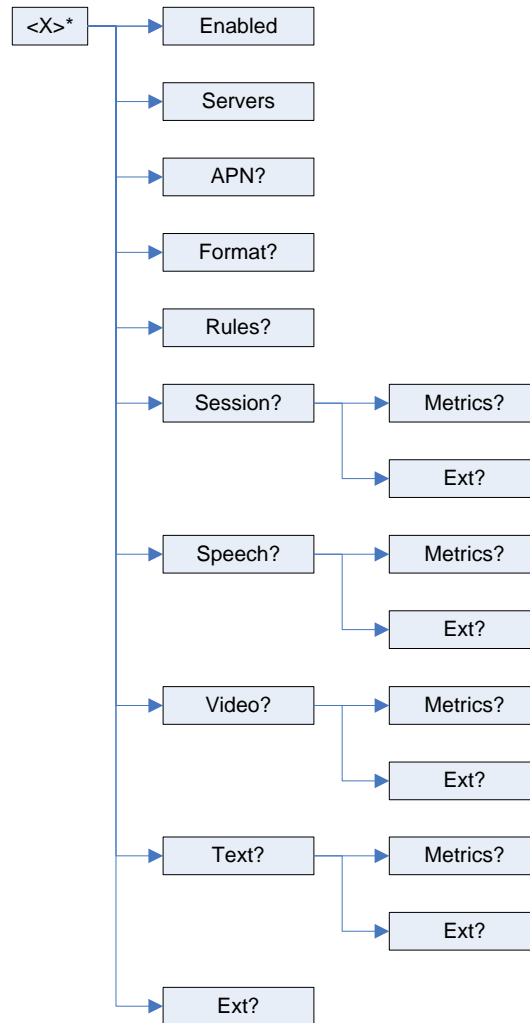 <X>*
Enabled
Servers
APN?
Format?
Rules?
Session?
Metrics?
Ext?
Speech?
Metrics?
Ext?
Video?
Metrics?
Ext?
Text?
Metrics?
Ext?
Ext?